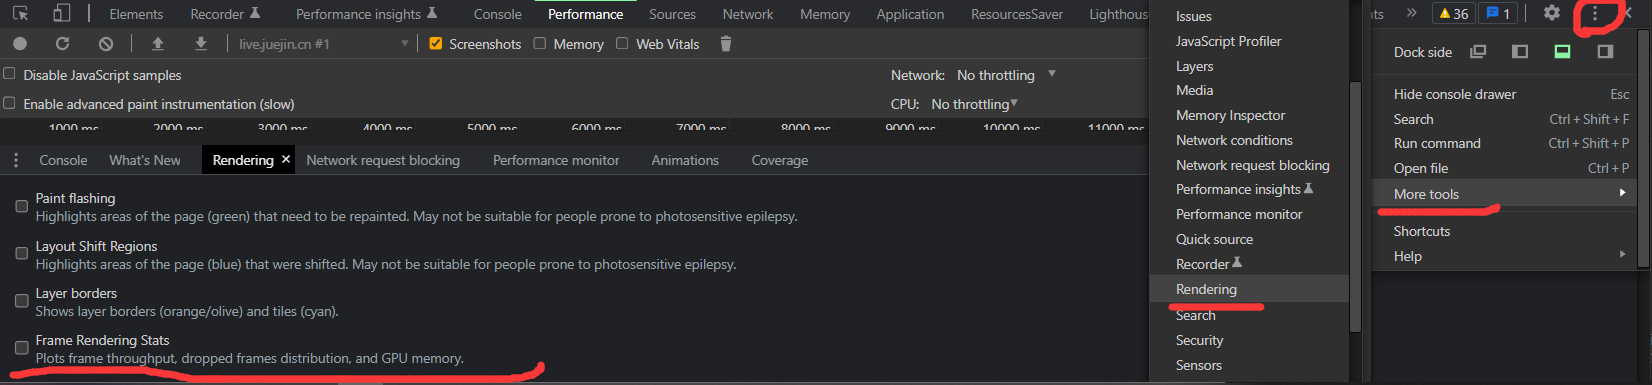 Elements Recorder Performance insights Console Performance Sources Network Memory Application ResourcesSaver Lighthous
live.juejin.cn #1 Screenshots Memory Web Vitals
Disable JavaScript samples Network: No throttling
Enable advanced paint instrumentation (slow) CPU: No throttling
1000 ms 2000 ms 3000 ms 4000 ms 5000 ms 6000 ms 7000 ms 8000 ms 9000 ms 10000 ms 11000 ms
Console What's New Rendering × Network request blocking Performance monitor Animations Coverage
Paint flashing
Highlights areas of the page (green) that need to be repainted. May not be suitable for people prone to photosensitive epilepsy.
Layout Shift Regions
Highlights areas of the page (blue) that were shifted. May not be suitable for people prone to photosensitive epilepsy.
Layer borders
Shows layer borders (orange/olive) and tiles (cyan).
Frame Rendering Stats
Plots frame throughput, dropped frames distribution, and GPU memory.
Issues
JavaScript Profiler
Layers
Media
Memory Inspector
Network conditions
Network request blocking
Performance insights
Performance monitor
Quick source
Recorder
Rendering
Search
Security
Sensors
nts » 36 1
Dock side
Hide console drawer Esc
Search Ctrl + Shift + F
Run command Ctrl + Shift + P
Open file Ctrl + P
More tools
Shortcuts
Help